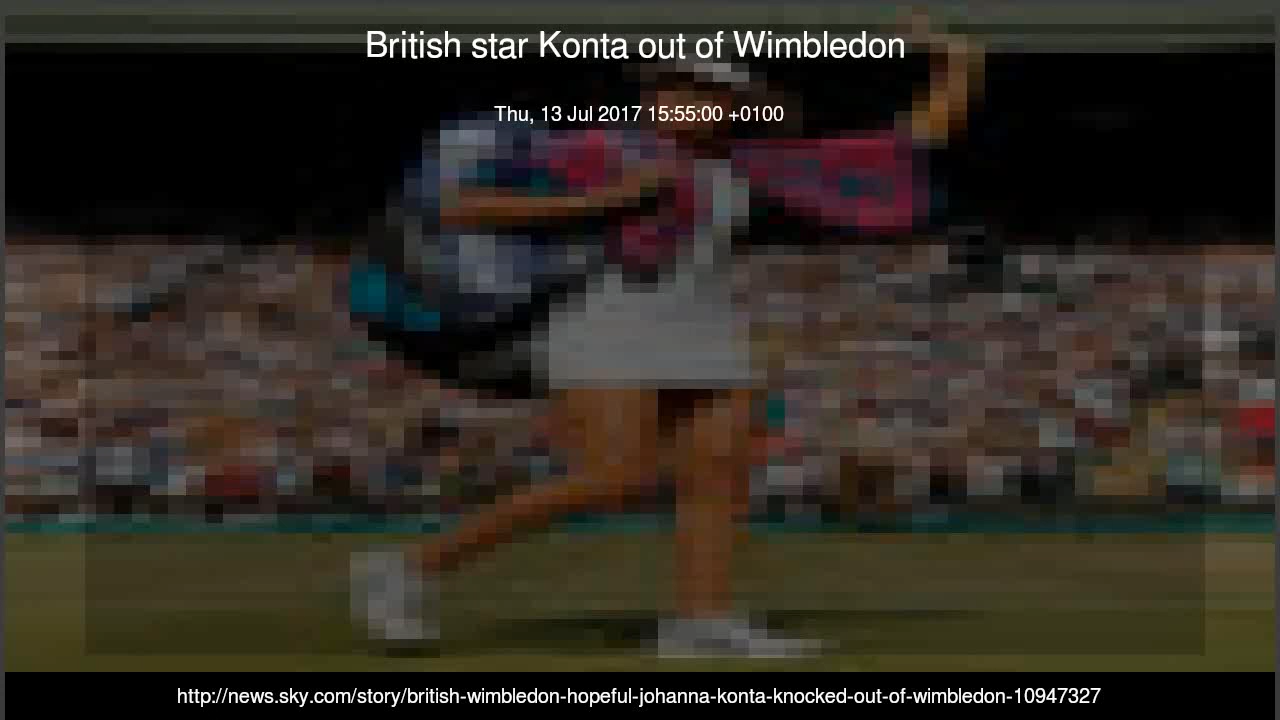 British star Konta out of Wimbledon
Thu, 13 Jul 2017 15:55:00 +0100
http://news.sky.com/story/british-wimbledon-hopeful-johanna-konta-knocked-out-of-wimbledon-10947327